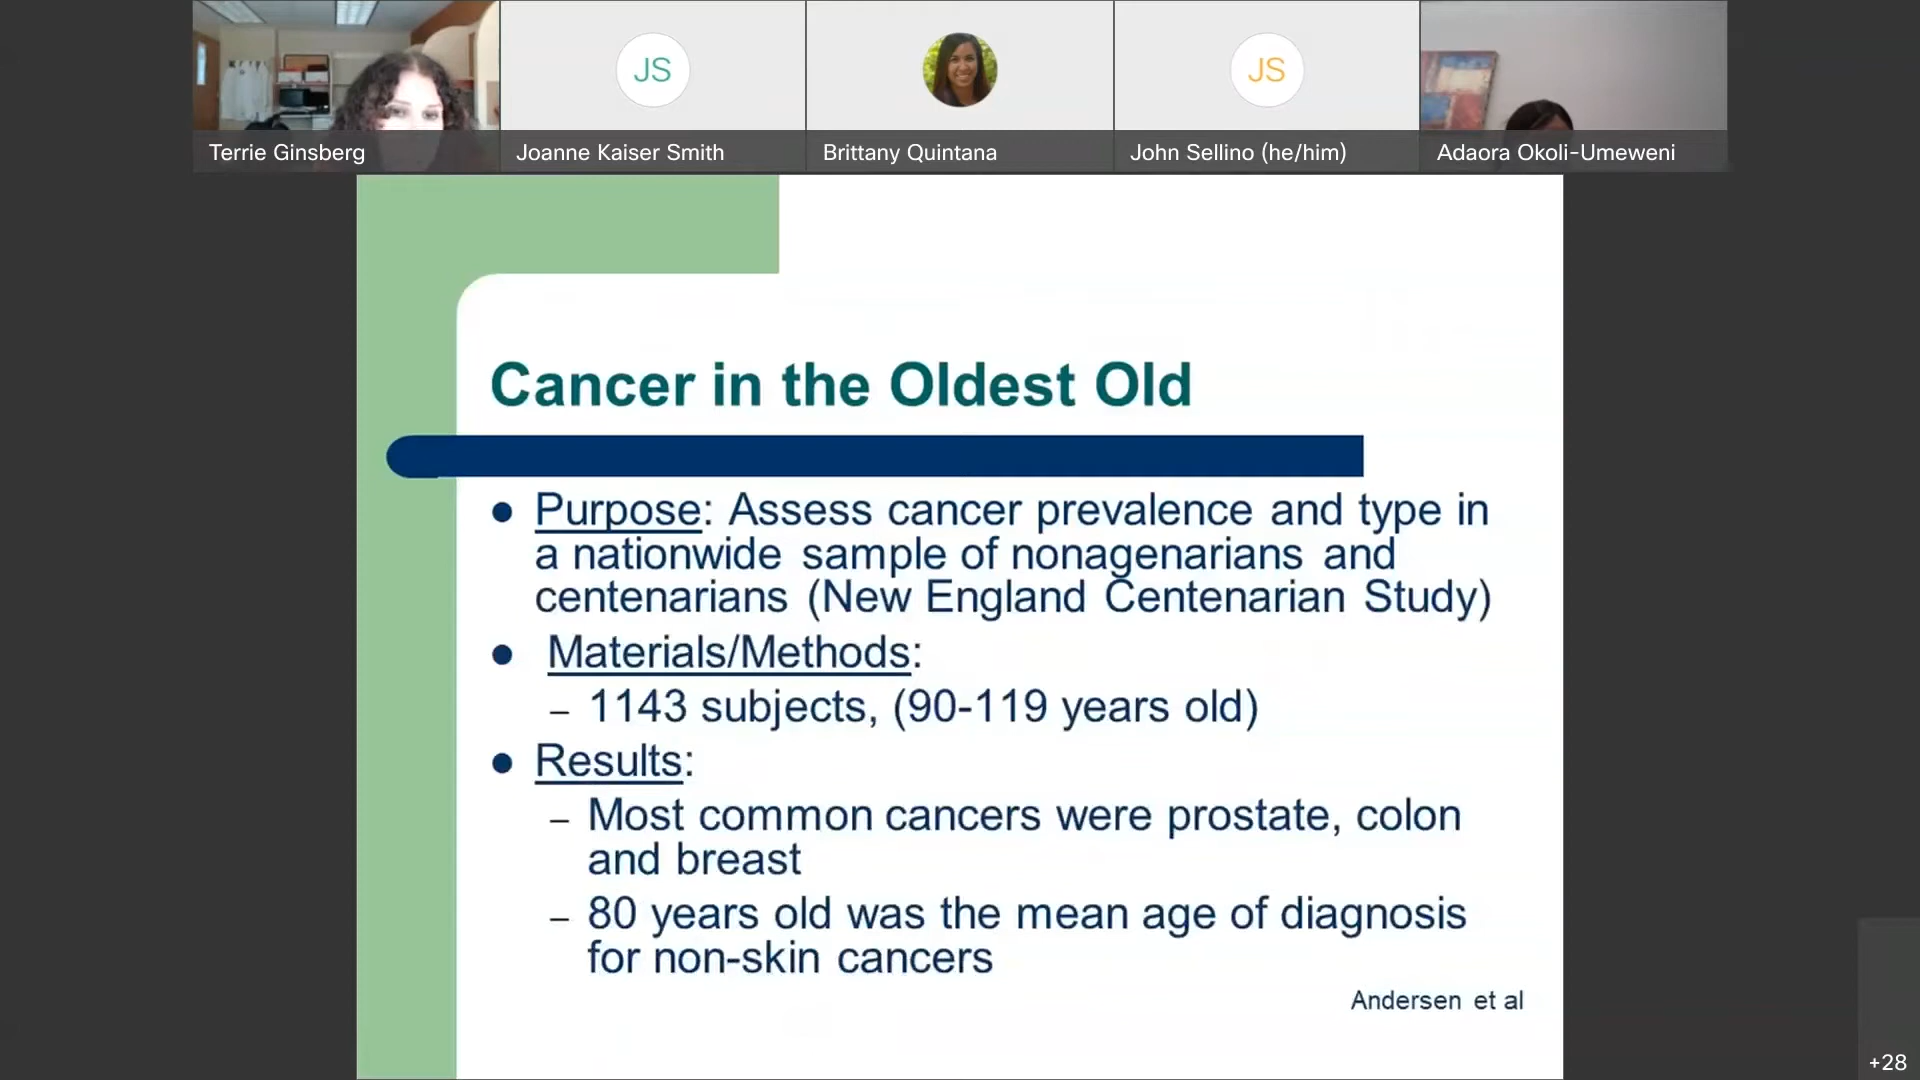 JS
JS
Terrie Ginsberg
Joanne Kaiser Smith
Brittany Quintana
John Sellino (he/him)
Adaora Okoli-Umeweni
Cancer in the Oldest Old
● Purpose: Assess cancer prevalence and type in
a nationwide sample of nonagenarians and
centenarians (New England Centenarian Study)
● Materials/Methods:
– 1143 subjects, (90-119 years old)
● Results:
– Most common cancers were prostate, colon
and breast
– 80 years old was the mean age of diagnosis
for non-skin cancers
Andersen et al
+28